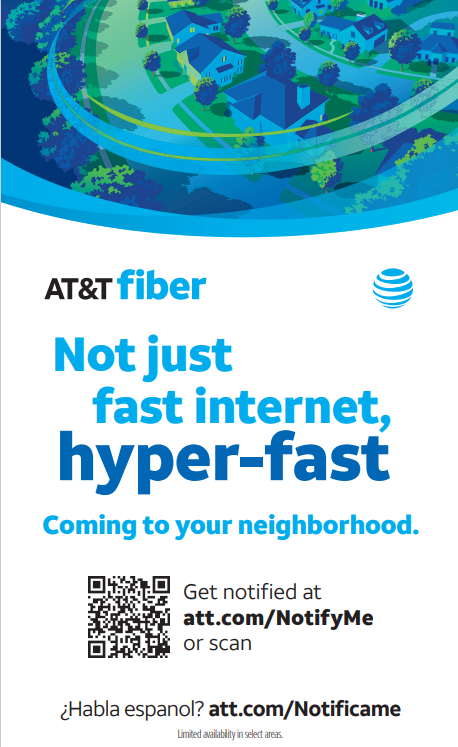 AT&T fiber
Not just
fast internet,
hyper-fast
Coming to your neighborhood.
Get notified at
att.com/NotifyMe
or scan
¿Habla espanol? att.com/Notificame
Limited availability in select areas.